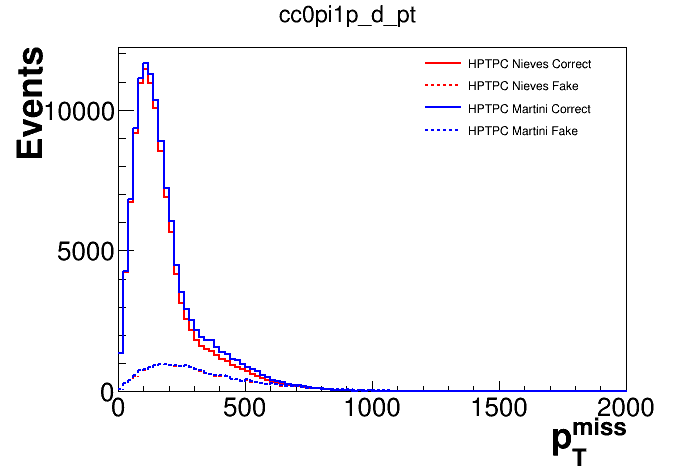 cc0pi1p_d_pt
Events
10000
5000
0
HPTPC Nieves Correct
HPTPC Nieves Fake
HPTPC Martini Correct
HPTPC Martini Fake
0 500 1000 1500 2000
p_T^miss